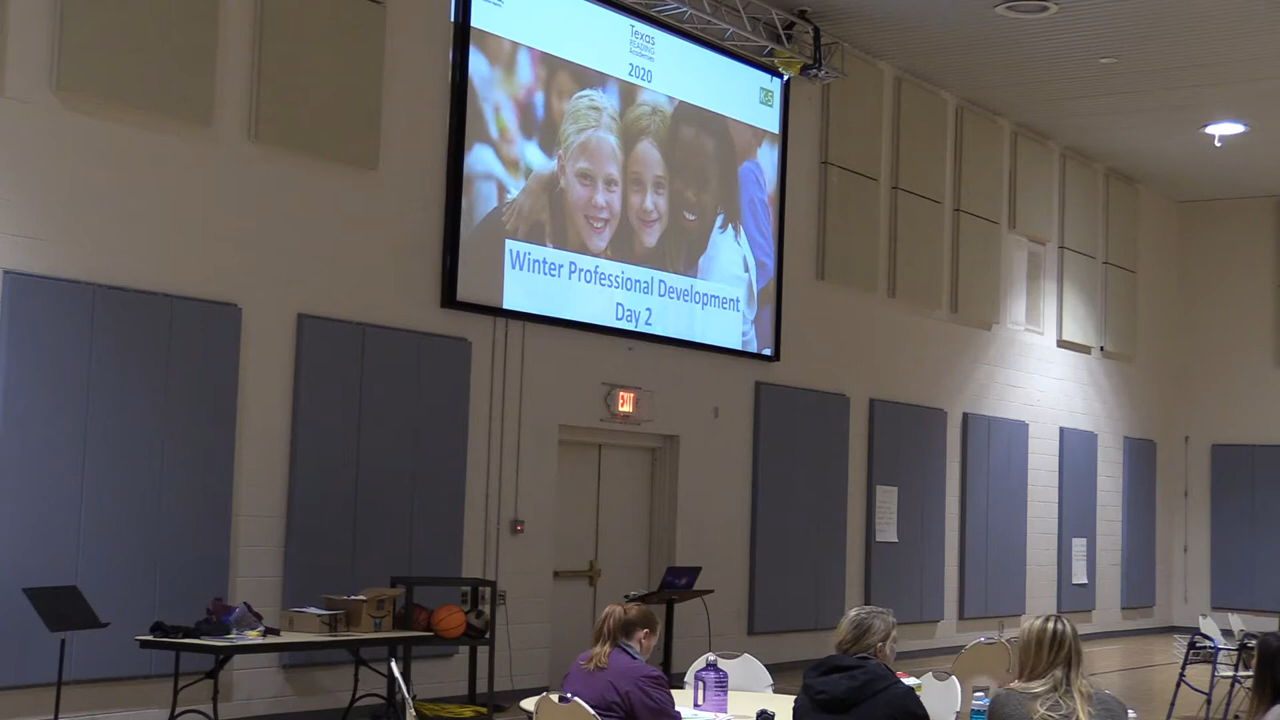 Texas
READING
Academies
2020
K-5
Winter Professional Development
Day 2
EXIT